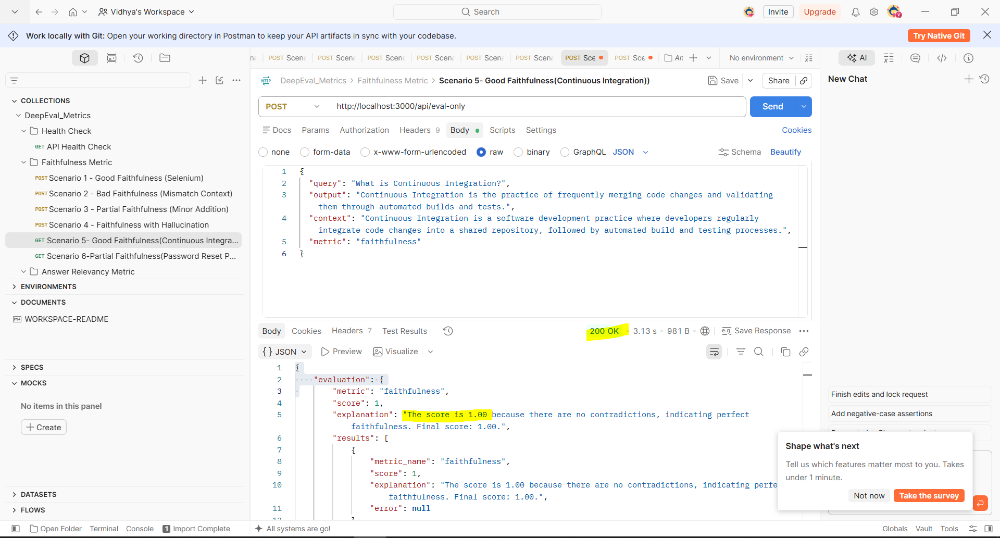 Vidhya's Workspace
Search
Invite
Upgrade
Work locally with Git: Open your working directory in Postman to keep your API artifacts in sync with your codebase.
Try Native Git
POST Scena
POST Scena
POST Scena
POST Scena
POST Scena
POST Scena
POST Sce
POST Sce
An
No environment
AI
DeepEval_Metrics > Faithfulness Metric > Scenario 5- Good Faithfulness(Continuous Integration))
Save
Share
New Chat
COLLECTIONS
DeepEval_Metrics
Health Check
GET API Health Check
Faithfulness Metric
POST Scenario 1 - Good Faithfulness (Selenium)
POST Scenario 2 - Bad Faithfulness (Mismatch Context)
POST Scenario 3 - Partial Faithfulness (Minor Addition)
POST Scenario 4 - Faithfulness with Hallucination
GET Scenario 5- Good Faithfulness(Continuous Integra...
GET Scenario 6-Partial Faithfulness(Password Reset P...
Answer Relevancy Metric
ENVIRONMENTS
DOCUMENTS
WORKSPACE-README
SPECS
MOCKS
No items in this panel
Create
DATASETS
FLOWS
POST
http://localhost:3000/api/eval-only
Send
Docs
Params
Authorization
Headers 9
Body
Scripts
Settings
Cookies
none
form-data
x-www-form-urlencoded
raw
binary
GraphQL
JSON
Schema
Beautify
1 {
2 "query": "What is Continuous Integration?",
3 "output": "Continuous Integration is the practice of frequently merging code changes and validating
them through automated builds and tests.",
4 "context": "Continuous Integration is a software development practice where developers regularly
integrate code changes into a shared repository, followed by automated build and testing processes.",
5 "metric": "faithfulness"
6 }
Body
Cookies
Headers 7
Test Results
200 OK
3.13 s
981 B
e.g. Save Response
{} JSON
Preview
Visualize
1 {
2 "evaluation": {
3 "metric": "faithfulness",
4 "score": 1,
5 "explanation": "The score is 1.00 because there are no contradictions, indicating perfect
faithfulness. Final score: 1.00.",
6 "results": [
7 {
8 "metric_name": "faithfulness",
9 "score": 1,
10 "explanation": "The score is 1.00 because there are no contradictions, indicating perfe
faithfulness. Final score: 1.00.",
11 "error": null
Finish edits and lock request
Add negative-case assertions
Shape what's next
Tell us which features matter most to you. Takes
under 1 minute.
Not now
Take the survey
Open Folder
Terminal
Console
1 Import Complete
All systems are go!
Globals
Vault
Tools